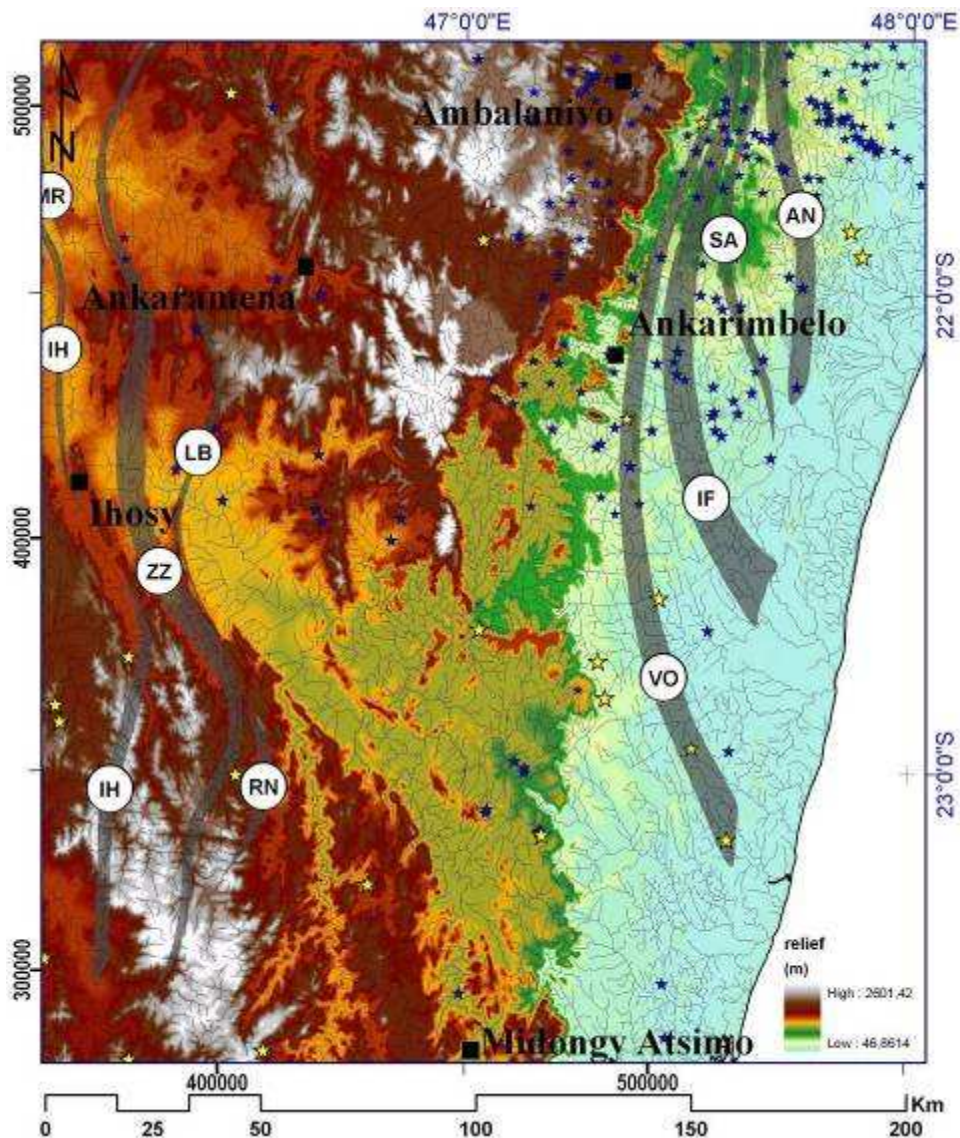 47°0'0"E 48°0'0"E
500000
Ambalanivo
MR
AN
SA
Ankaramena
22°0'0"S
Ankarimbelo
IH
LB
IF
Ihosy
400000
ZZ
VO
23°0'0"S
IH
RN
relief
(m)
300000
High : 2601,42
Low : 46,8614
Midongy Atsimo
400000 500000
Km
0 25 50 100 150 200